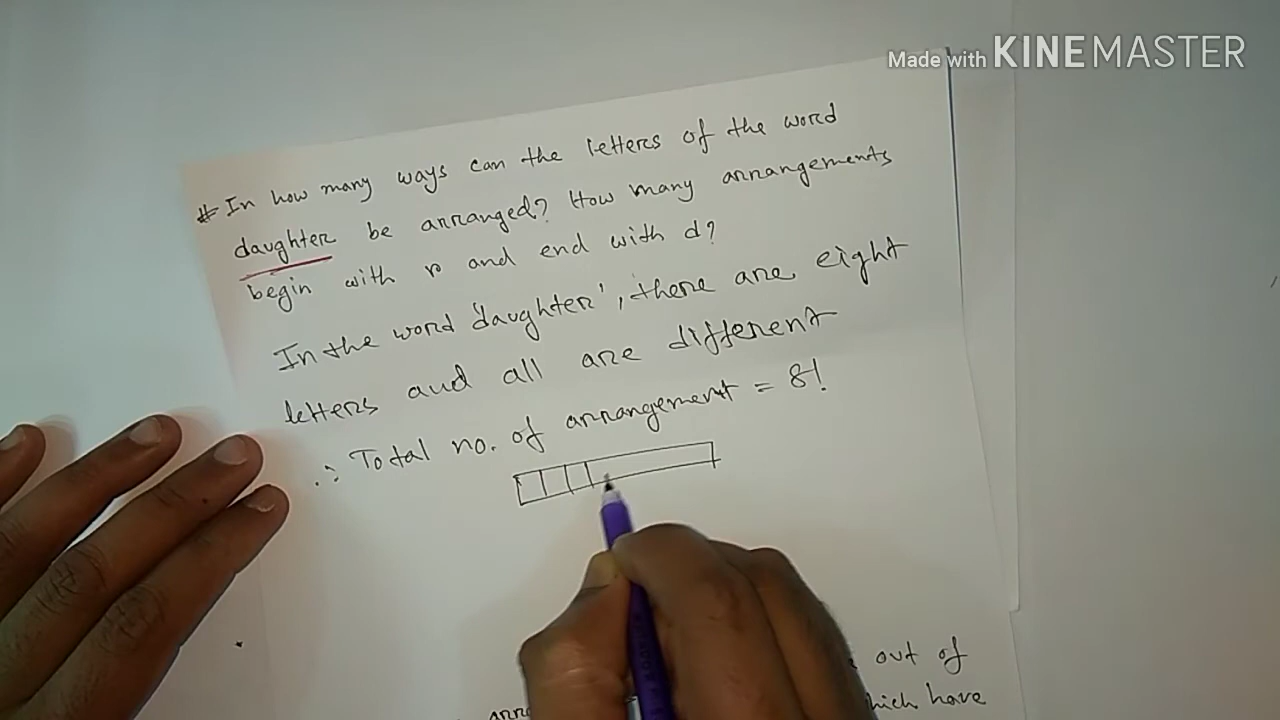 Made with KINEMASTER
# In how many ways can the letters of the word
daughter be arranged? How many arrangements
begin with r and end with d?
In the word 'daughter', there are eight
letters and all are different
∴ Total no. of arrangement = 8!
out of
which have